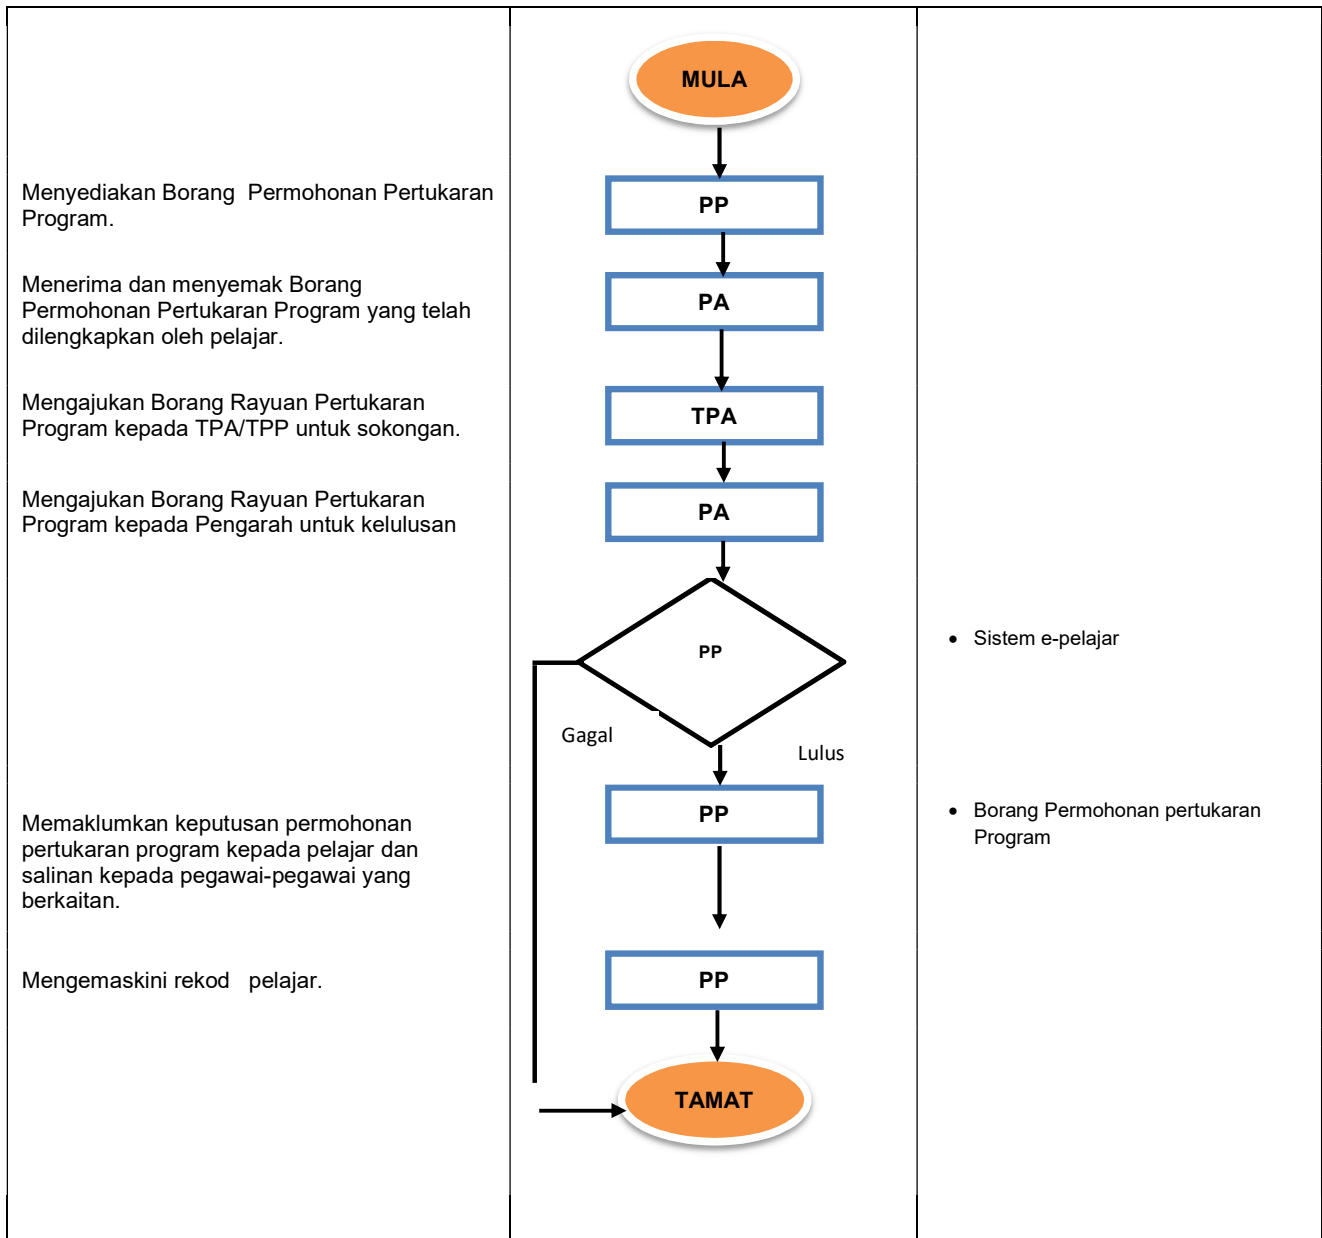 MULA
Menyediakan Borang  Permohonan Pertukaran
Program.
PP
Menerima dan menyemak Borang
Permohonan Pertukaran Program yang telah
dilengkapkan oleh pelajar.
PA
Mengajukan Borang Rayuan Pertukaran
Program kepada TPA/TPP untuk sokongan.
TPA
Mengajukan Borang Rayuan Pertukaran
Program kepada Pengarah untuk kelulusan
PA
PP
• Sistem e-pelajar
Gagal
Lulus
Memaklumkan keputusan permohonan
pertukaran program kepada pelajar dan
salinan kepada pegawai-pegawai yang
berkaitan.
PP
• Borang Permohonan pertukaran
Program
Mengemaskini rekod   pelajar.
PP
TAMAT